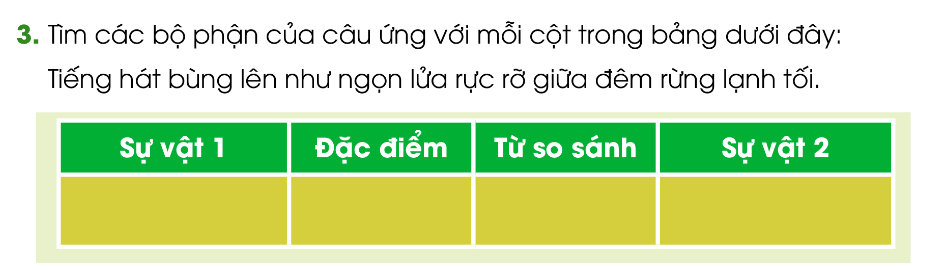 3. Tìm các bộ phận của câu ứng với mỗi cột trong bảng dưới đây:
Tiếng hát bùng lên như ngọn lửa rực rỡ giữa đêm rừng lạnh tối.
Sự vật 1 Đặc điểm Từ so sánh Sự vật 2